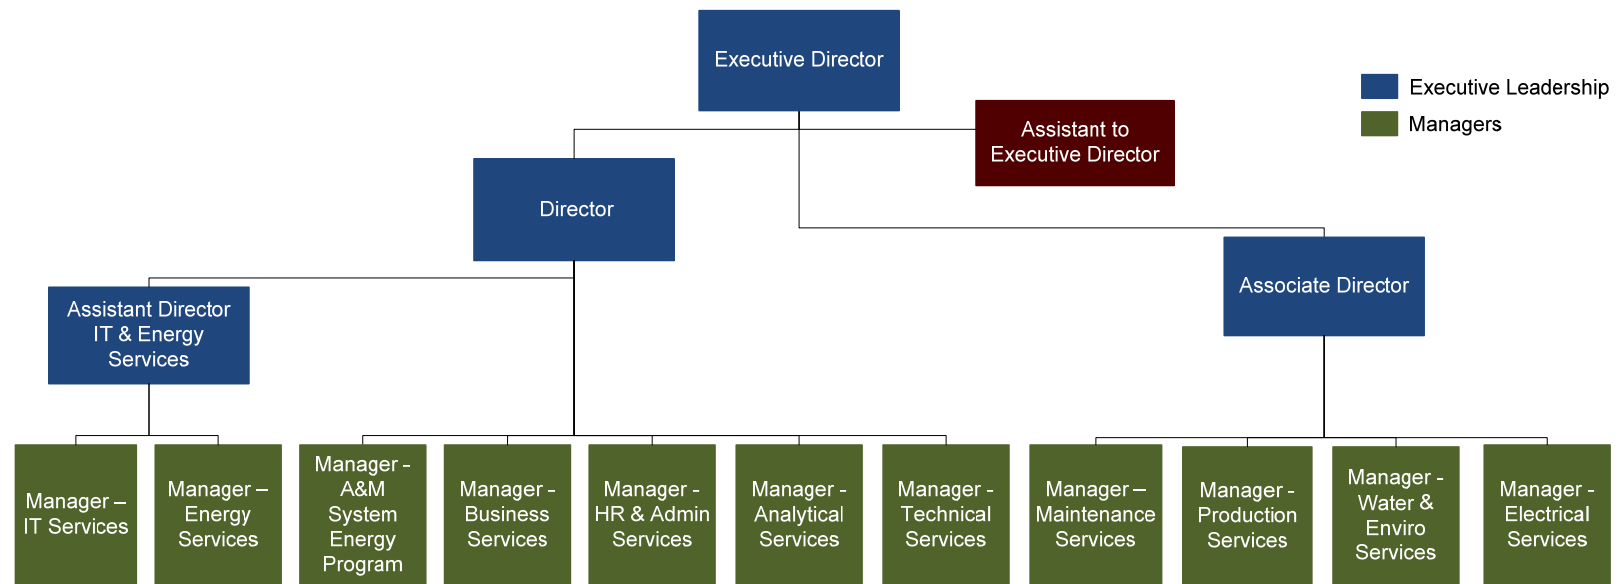 Executive Director
Executive Leadership
Managers
Assistant to
Executive Director
Director
Associate Director
Assistant Director
IT & Energy
Services
Manager –
IT Services
Manager –
Energy
Services
Manager -
A&M
System
Energy
Program
Manager -
Business
Services
Manager -
HR & Admin
Services
Manager -
Analytical
Services
Manager -
Technical
Services
Manager –
Maintenance
Services
Manager -
Production
Services
Manager -
Water &
Enviro
Services
Manager -
Electrical
Services